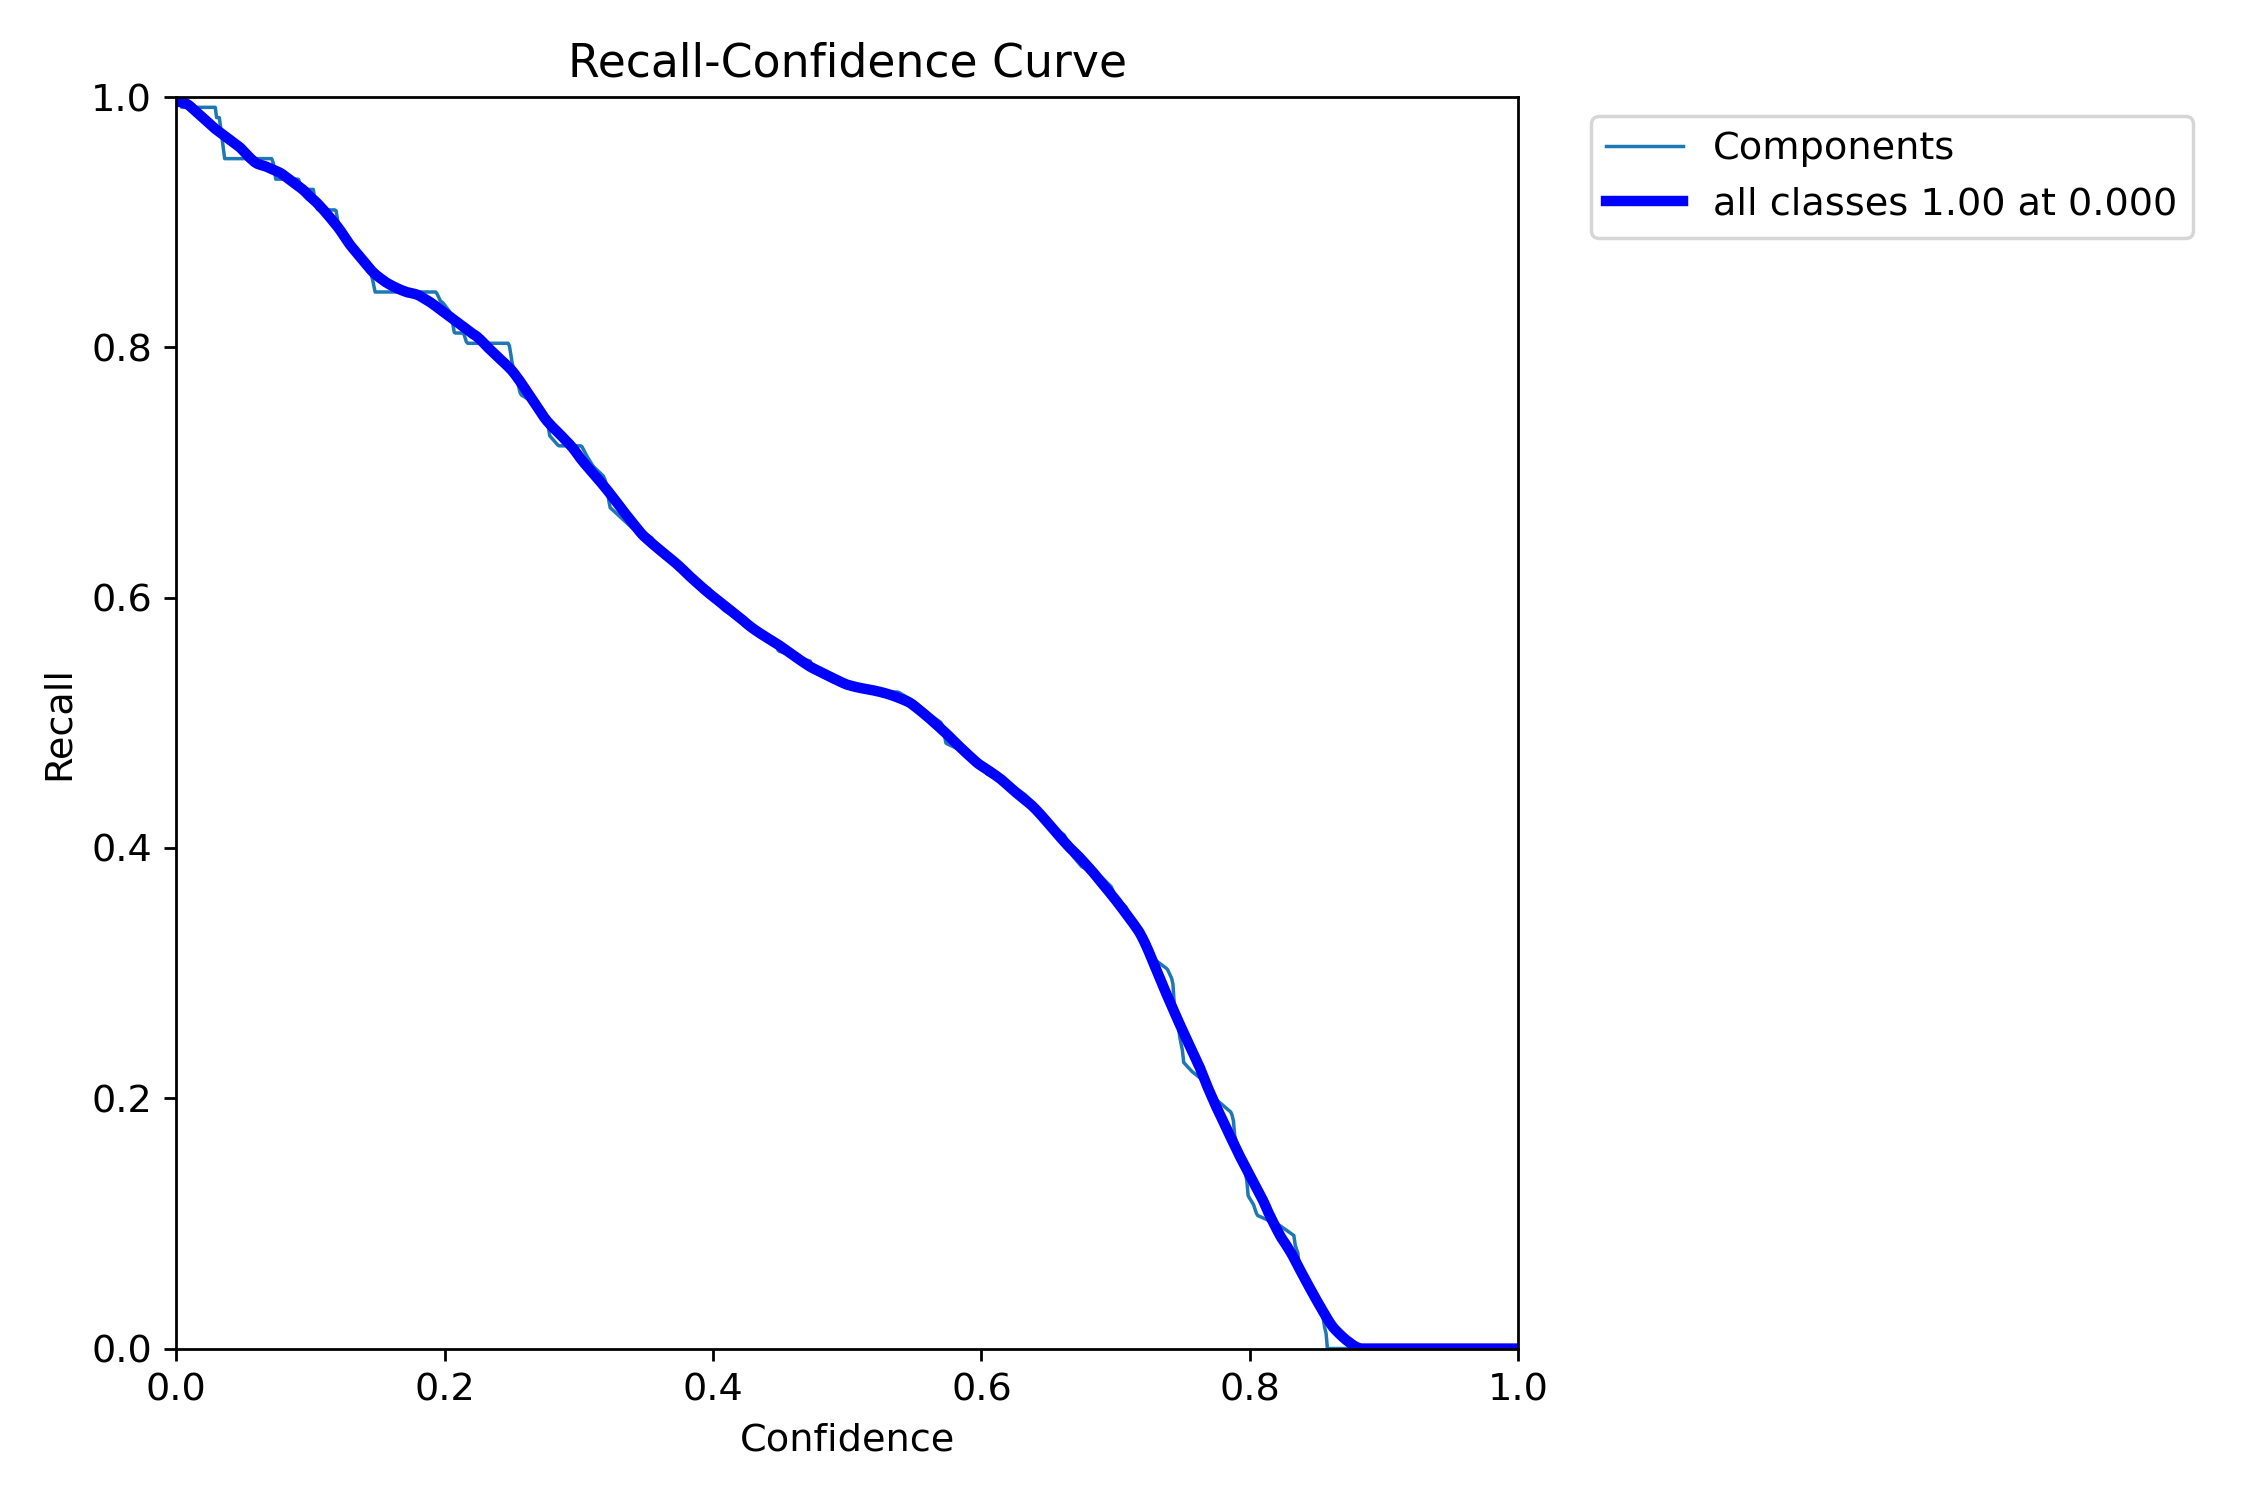 Recall-Confidence Curve
Components
all classes 1.00 at 0.000
1.0
0.8
0.6
0.4
0.2
0.0
Recall
0.0 0.2 0.4 0.6 0.8 1.0
Confidence